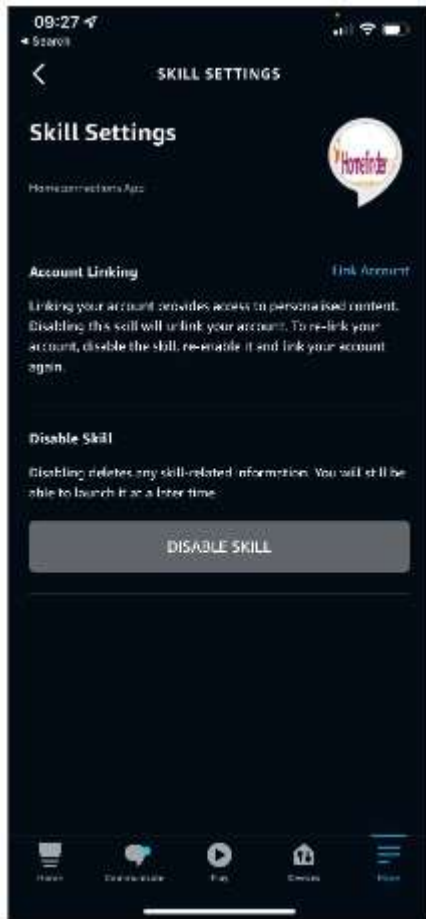 09:27
Search
SKILL SETTINGS
Skill Settings
Homefinder
Homeconnections App
Account Linking
Link Account
Linking your account provides access to personalised content.
Disabling this skill will unlink your account. To re-link your
account, disable the skill, re-enable it and link your account
again.
Disable Skill
Disabling deletes any skill-related information. You will still be
able to launch it at a later time
DISABLE SKILL
Home
Communicate
Play
Devices
More